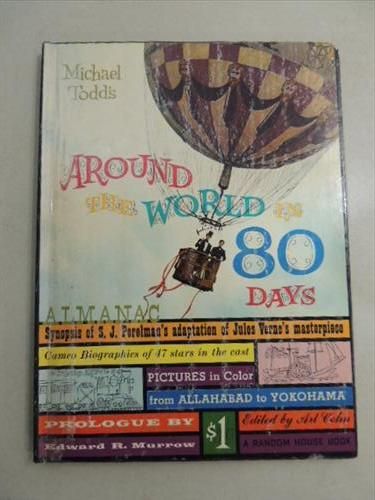 Michael
Todd's
AROUND
THE WORLD IN
80
DAYS
ALMANAC
Synopsis of S. J. Perelman's adaptation of Jules Verne's masterpiece
Cameo Biographies of 47 stars in the cast
PICTURES in Color
from ALLAHABAD to YOKOHAMA
PROLOGUE BY
Edward R. Murrow
$1
Edited by Art Cohn
A RANDOM HOUSE BOOK